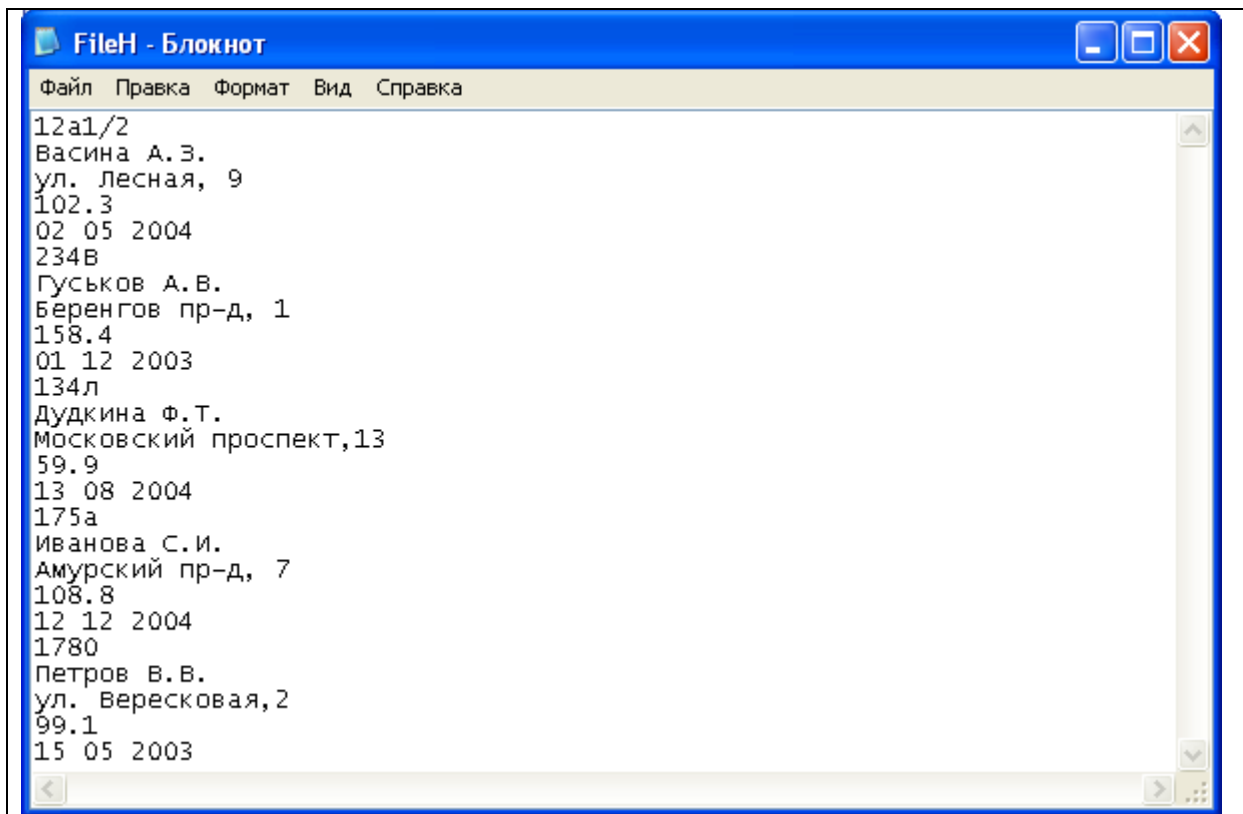 FileH - Блокнот
Файл Правка Формат Вид Справка
12a1/2
Васина А.З.
ул. Лесная, 9
102.3
02 05 2004
234В
Гуськов А.В.
Беренгов пр-д, 1
158.4
01 12 2003
134л
Дудкина Ф.Т.
Московский проспект,13
59.9
13 08 2004
175а
Иванова С.И.
Амурский пр-д, 7
108.8
12 12 2004
1780
Петров В.В.
ул. Вересковая,2
99.1
15 05 2003